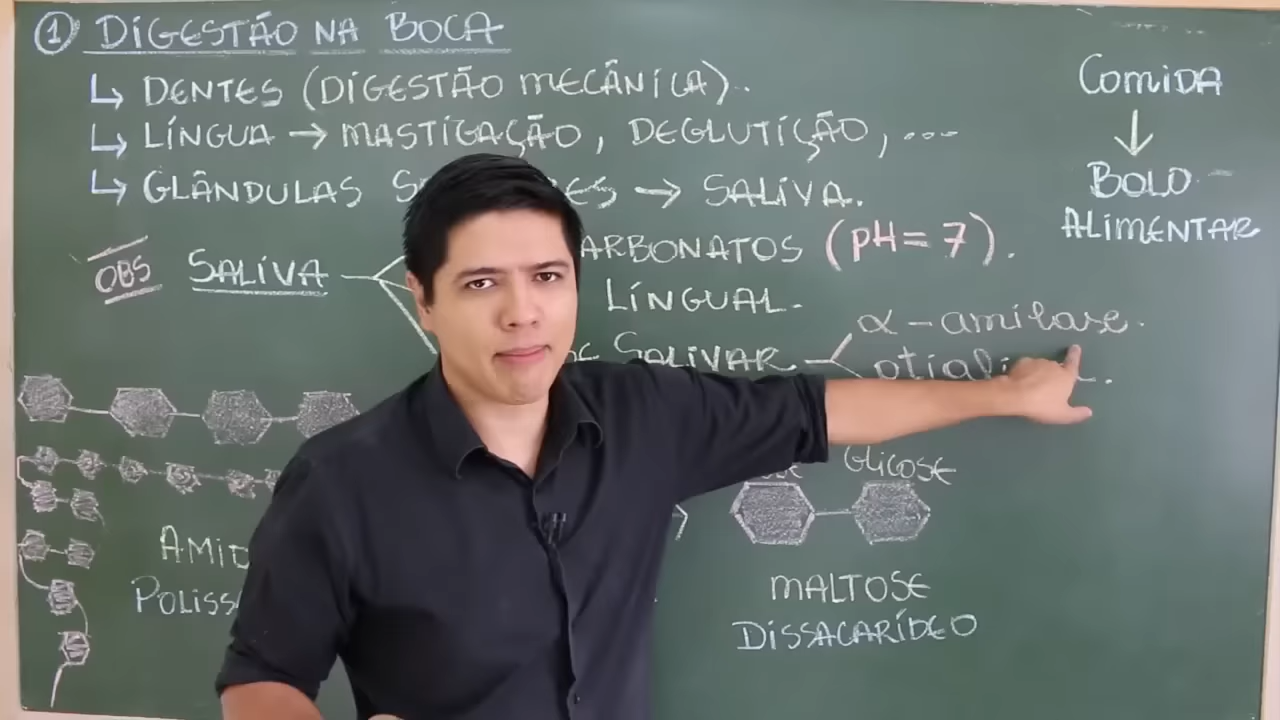 ① DIGESTÃO NA BOCA
↳ DENTES (DIGESTÃO MECÂNICA).
↳ LÍNGUA → MASTIGAÇÃO, DEGLUTIÇÃO, ...
↳ GLÂNDULAS → SALIVA.
OBS SALIVA (PH = 7).
LÍNGUAL
SALIVAR α-amilase.
GLICOSE
MALTOSE
DISSACARÍDEO
COMIDA
↓
BOLO
ALIMENTAR